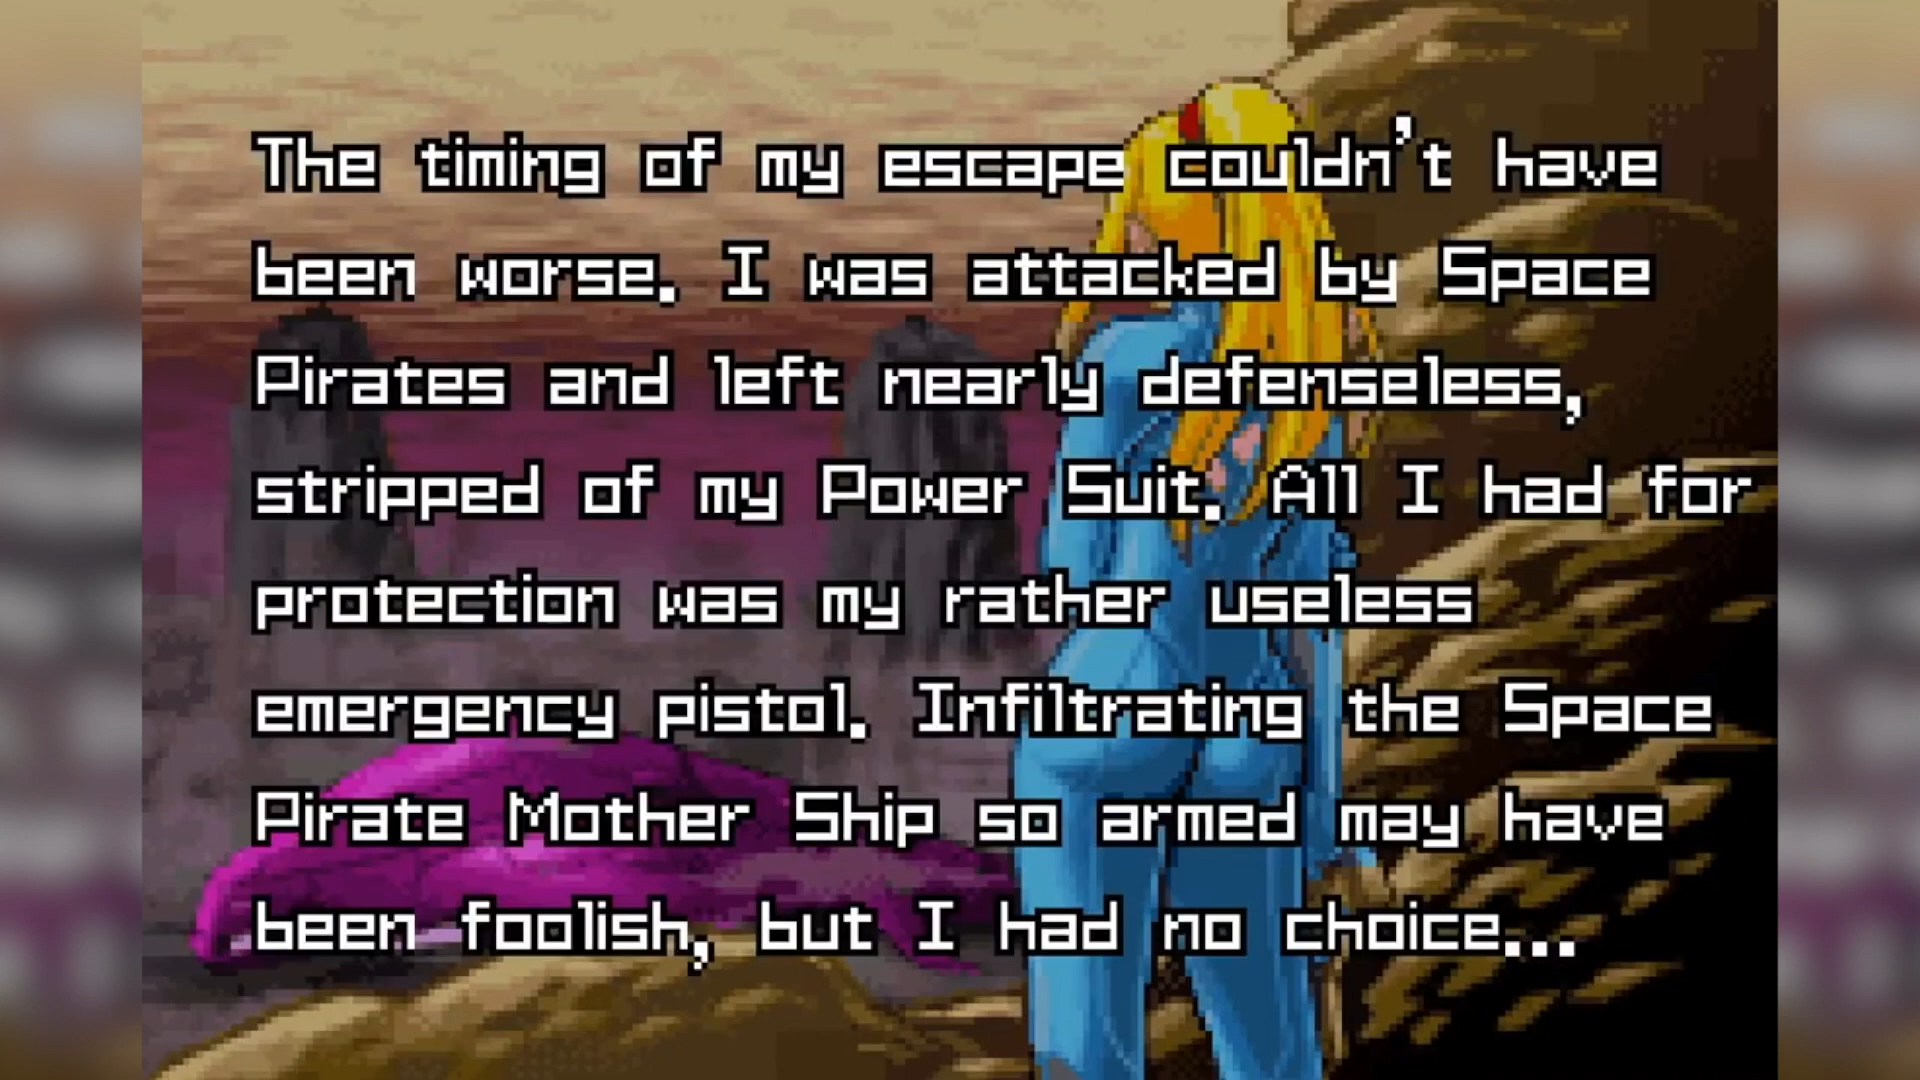 The timing of my escape couldn't have
been worse. I was attacked by Space
Pirates and left nearly defenseless,
stripped of my Power Suit. All I had for
protection was my rather useless
emergency pistol. Infiltrating the Space
Pirate Mother Ship so armed may have
been foolish, but I had no choice...